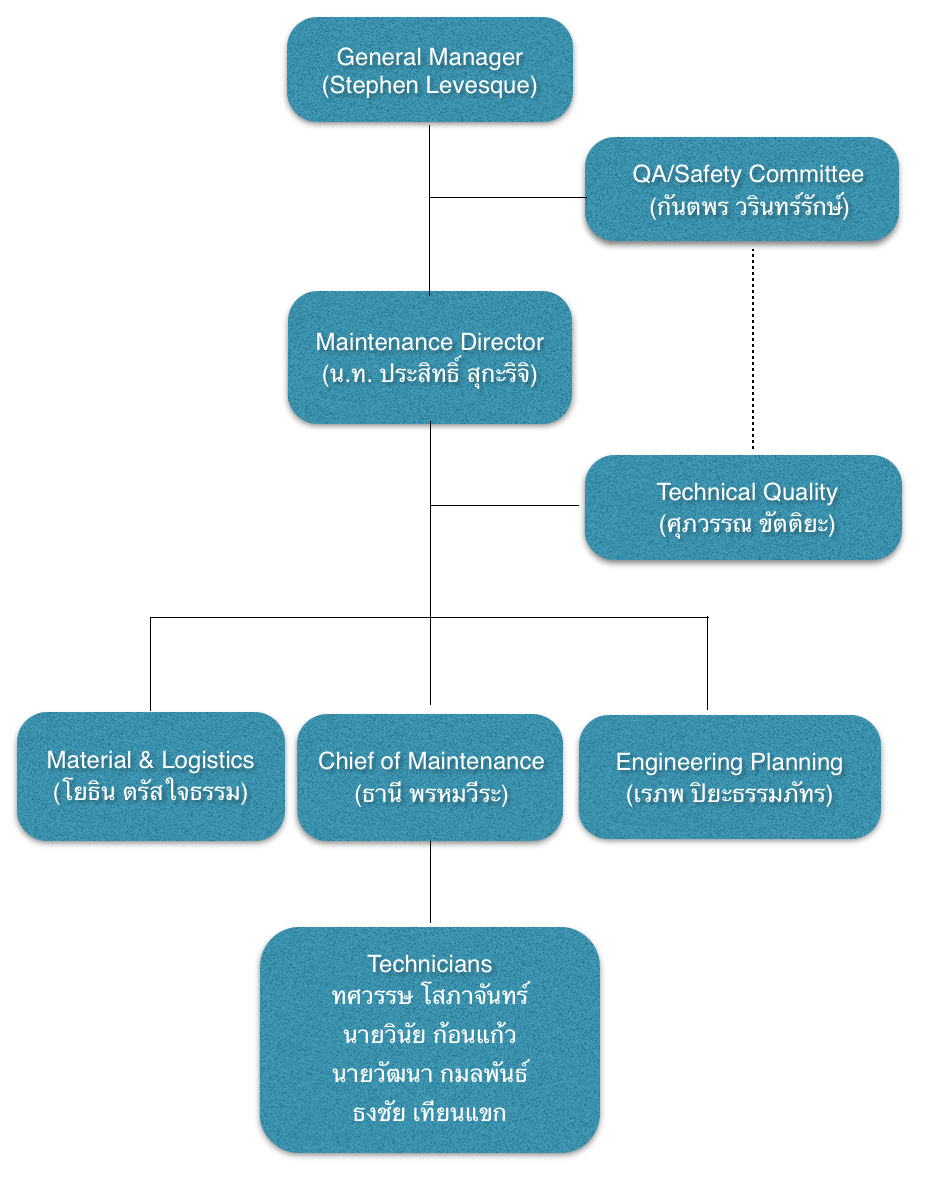 General Manager
(Stephen Levesque)
QA/Safety Committee
(กันตพร วรินทร์รักษ์)
Maintenance Director
(น.ท. ประสิทธิ์ สุกะริจิ)
Technical Quality
(ศุภวรรณ ขัตติยะ)
Material & Logistics
(โยธิน ตรัสใจธรรม)
Chief of Maintenance
(ธานี พรหมวีระ)
Engineering Planning
(เรภพ ปิยะธรรมภัทร)
Technicians
ทศวรรษ โสภาจันทร์
นายวินัย ก้อนแก้ว
นายวัฒนา กมลพันธ์
ธงชัย เทียนแขก